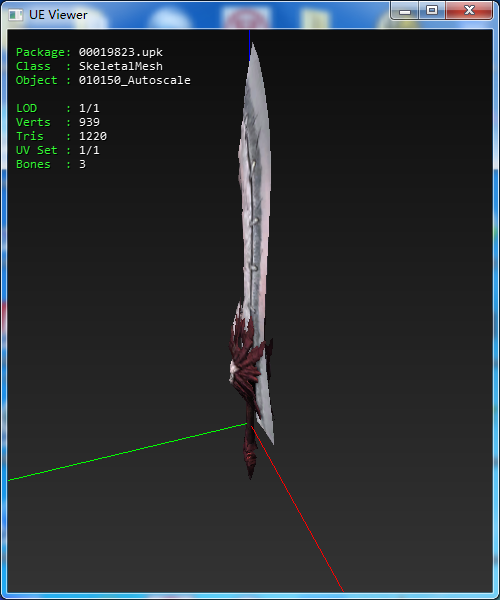 UE Viewer
Package: 00019823.upk
Class : SkeletalMesh
Object : 010150_Autoscale
LOD : 1/1
Verts : 939
Tris : 1220
UV Set : 1/1
Bones : 3